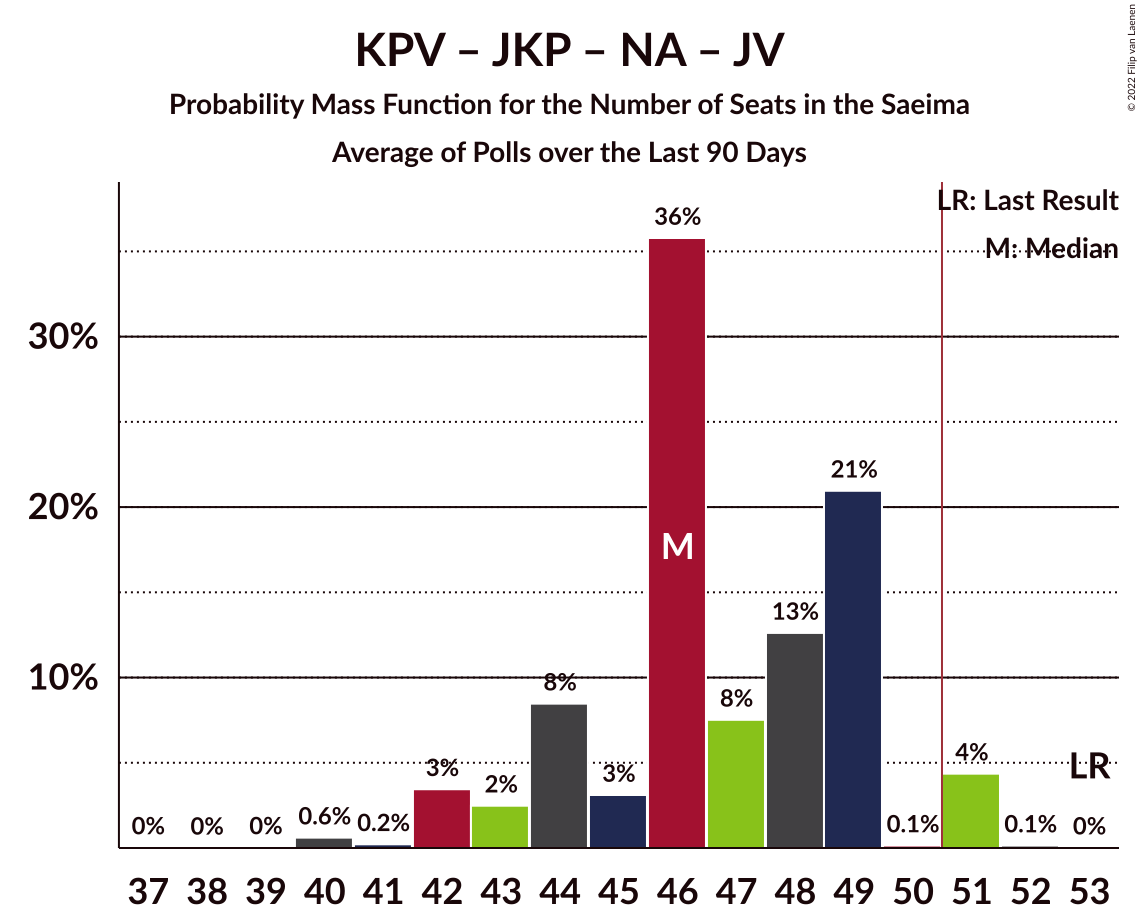 KPV – JKP – NA – JV
Probability Mass Function for the Number of Seats in the Saeima
Average of Polls over the Last 90 Days
© 2022 Filip van Laenen
LR: Last Result
M: Median
30%
20%
10%
0% 0% 0% 0.6% 0.2% 3% 2% 8% 3% 36% 8% 13% 21% 0.1% 4% 0.1% 0%
M
LR
37 38 39 40 41 42 43 44 45 46 47 48 49 50 51 52 53